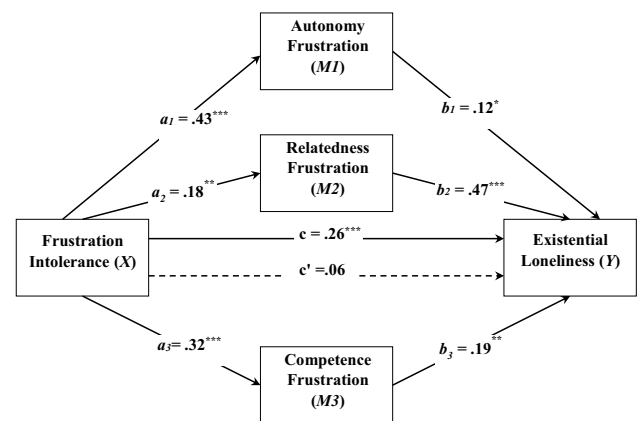 Autonomy
Frustration
(M1)
a1 = .43***
b1 = .12*
Relatedness
Frustration
(M2)
a2 = .18**
b2 = .47***
Frustration
Intolerance (X)
c = .26***
c' =.06
Existential
Loneliness (Y)
a3= .32***
b3 = .19**
Competence
Frustration
(M3)